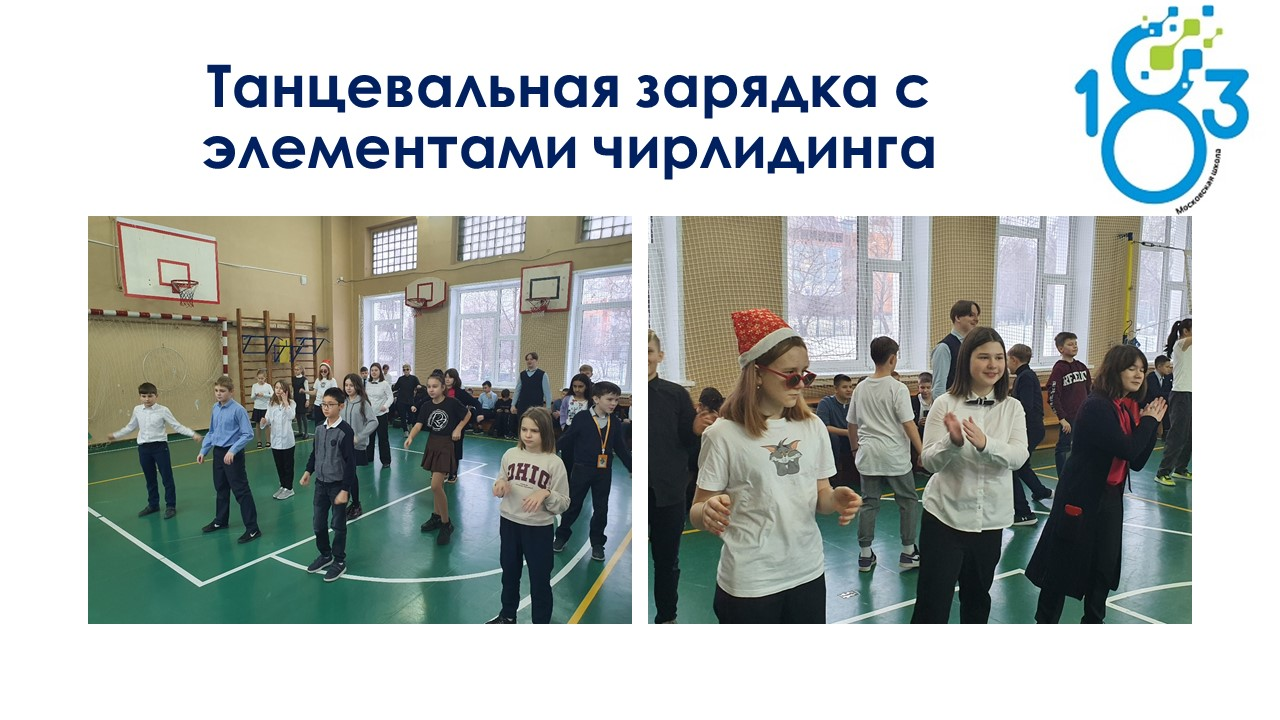 Танцевальная зарядка с
элементами чирлидинга
183
Московская школа
OHIO